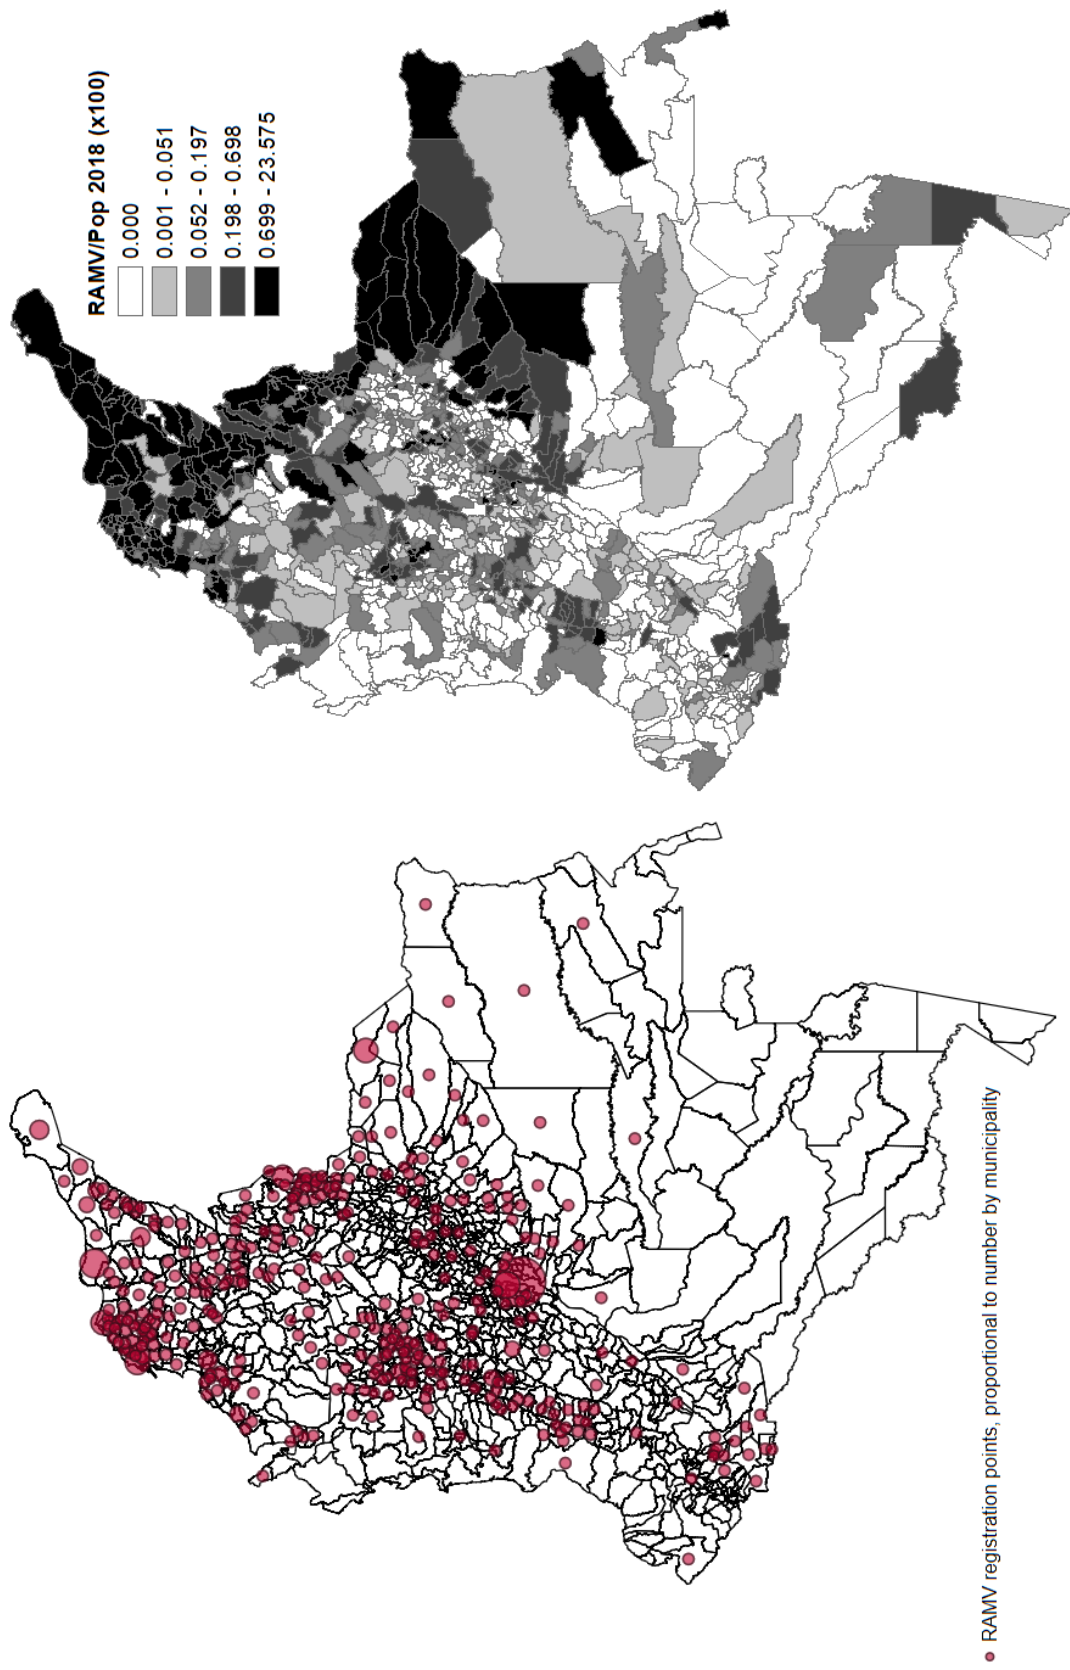 RAMV/Pop 2018 (x100)
0.000
0.001 - 0.051
0.052 - 0.197
0.198 - 0.698
0.699 - 23.575
RAMV registration points, proportional to number by municipality